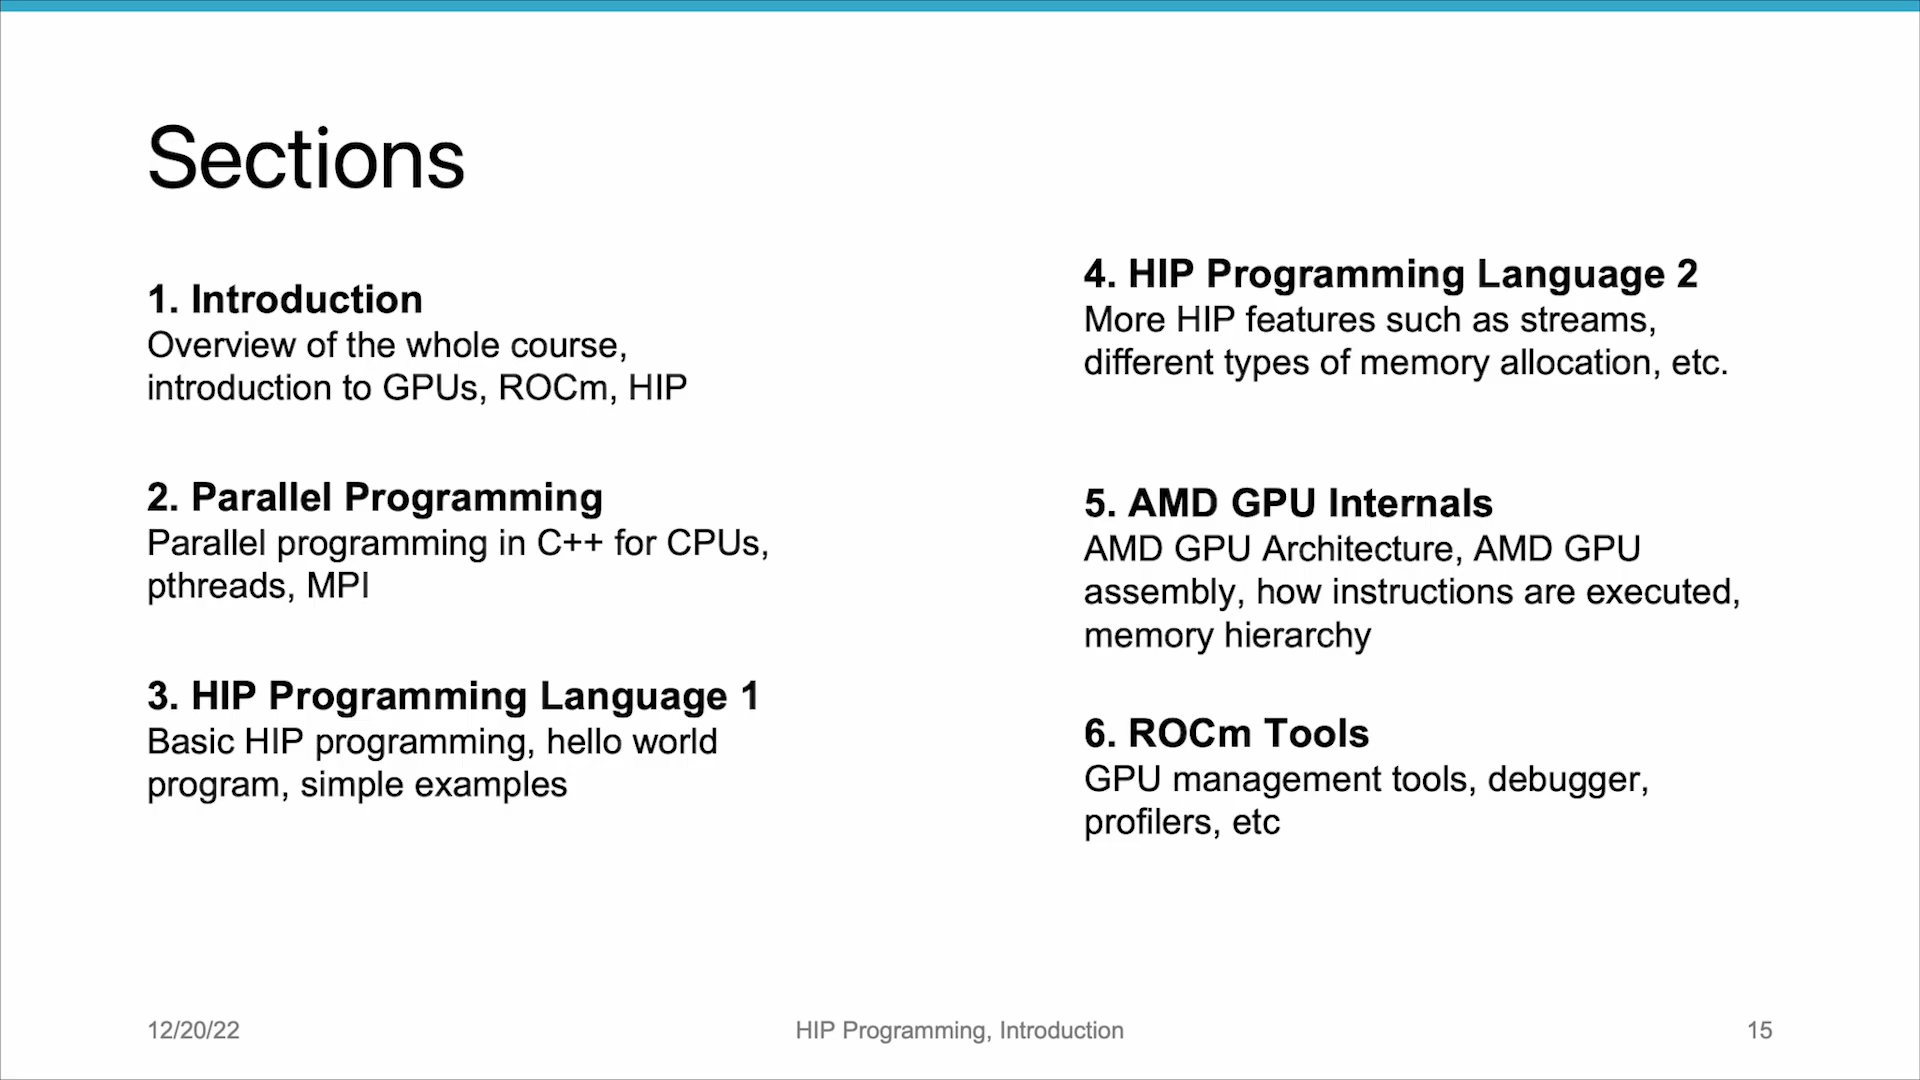 Sections
1. Introduction
Overview of the whole course,
introduction to GPUs, ROCm, HIP
2. Parallel Programming
Parallel programming in C++ for CPUs,
pthreads, MPI
3. HIP Programming Language 1
Basic HIP programming, hello world
program, simple examples
4. HIP Programming Language 2
More HIP features such as streams,
different types of memory allocation, etc.
5. AMD GPU Internals
AMD GPU Architecture, AMD GPU
assembly, how instructions are executed,
memory hierarchy
6. ROCm Tools
GPU management tools, debugger,
profilers, etc
12/20/22
HIP Programming, Introduction
15